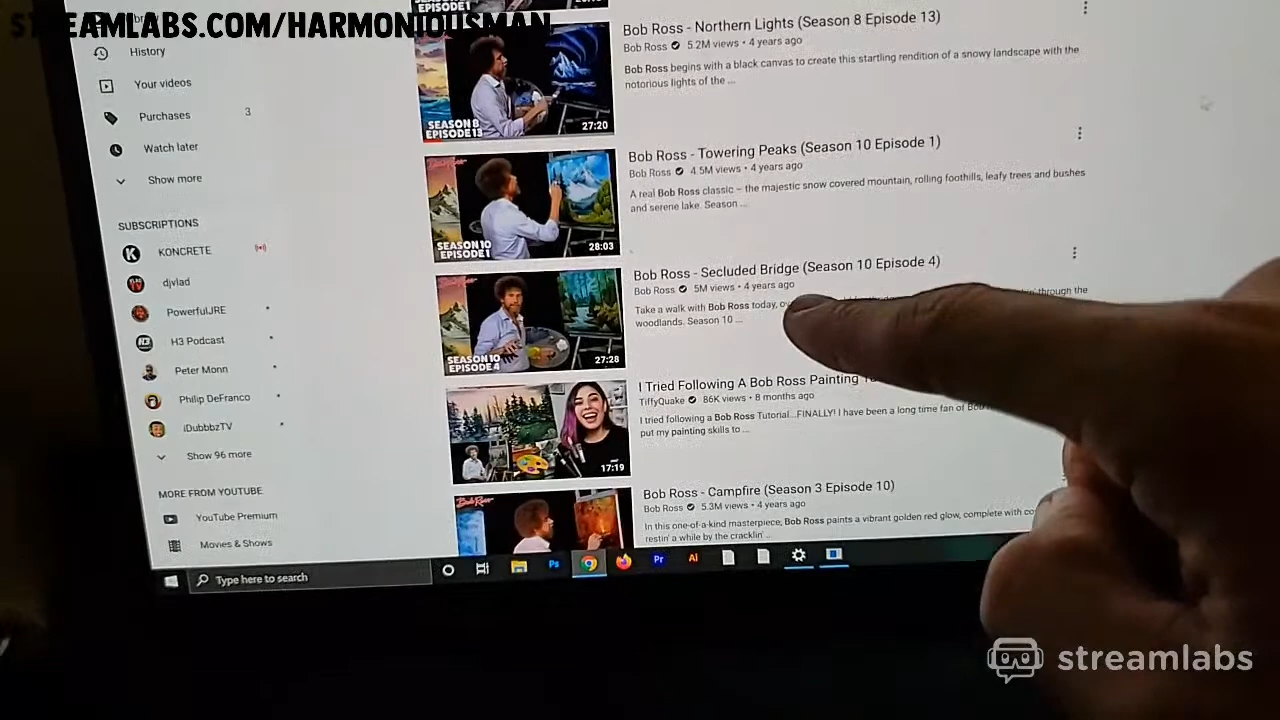 STREAMLABS.COM/HARMONIOUSMAN
EPISODE 1
History
Your videos
Purchases 3
Watch later
Show more
SUBSCRIPTIONS
KONCRETE
djvlad
PowerfulJRE
H3 Podcast
Peter Monn
Philip DeFranco
iDubbbzTV
Show 96 more
MORE FROM YOUTUBE
YouTube Premium
Movies & Shows
SEASON 8
EPISODE 13
27:20
Bob Ross - Northern Lights (Season 8 Episode 13)
Bob Ross 5.2M views • 4 years ago
Bob Ross begins with a black canvas to create this startling rendition of a snowy landscape with the
notorious lights of the ...
SEASON 10
EPISODE 1
28:03
Bob Ross - Towering Peaks (Season 10 Episode 1)
Bob Ross 4.5M views • 4 years ago
A real Bob Ross classic – the majestic snow covered mountain, rolling foothills, leafy trees and bushes
and serene lake. Season ...
SEASON 10
EPISODE 4
27:28
Bob Ross - Secluded Bridge (Season 10 Episode 4)
Bob Ross 5M views • 4 years ago
Take a walk with Bob Ross today, through the
woodlands. Season 10 ...
17:19
I Tried Following A Bob Ross Painting
TiffyQuake 86K views • 8 months ago
I tried following a Bob Ross Tutorial...FINALLY! I have been a long time fan of
put my painting skills to ...
Bob Ross
Bob Ross - Campfire (Season 3 Episode 10)
Bob Ross 5.3M views • 4 years ago
In this one-of-a-kind masterpiece, Bob Ross paints a vibrant golden red glow, complete with
restin' a while by the cracklin' ...
Type here to search
Ps
Pr
Ai
streamlabs